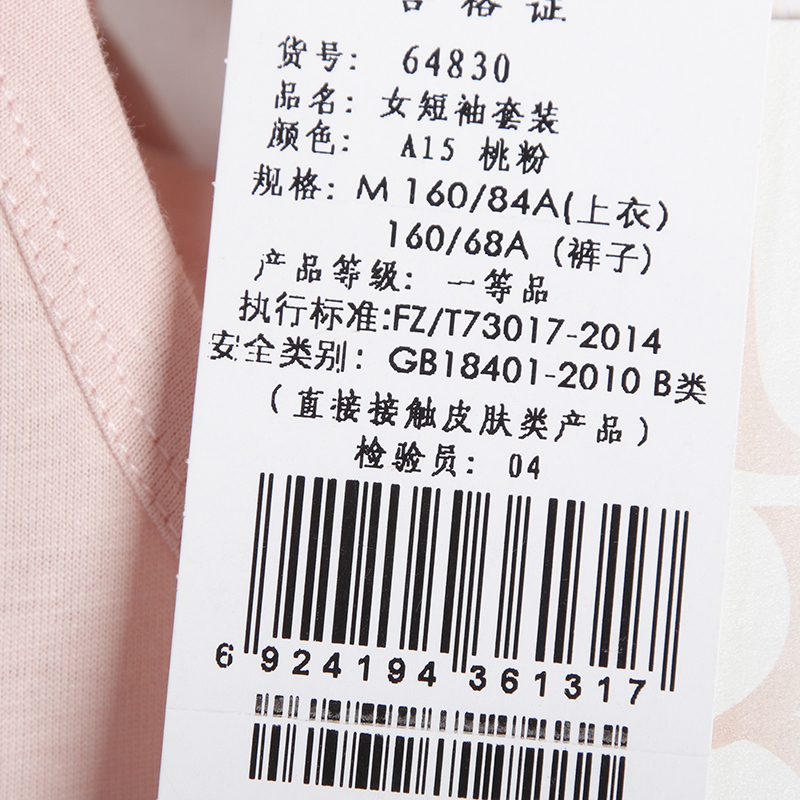 合格证
货号: 64830
品名: 女短袖套装
颜色: A15 桃粉
规格: M 160/84A(上衣)
160/68A (裤子)
产品等级: 一等品
执行标准:FZ/T73017-2014
安全类别: GB18401-2010 B类
(直接接触皮肤类产品)
检验员: 04
6 924194 361317